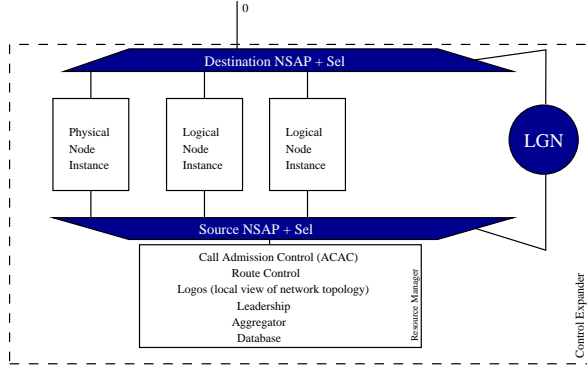 0
Destination NSAP + Sel
Physical
Node
Instance
Logical
Node
Instance
Logical
Node
Instance
LGN
Source NSAP + Sel
Call Admission Control (ACAC)
Route Control
Logos (local view of network topology)
Leadership
Aggregator
Database
Resource Manager
Control Expander